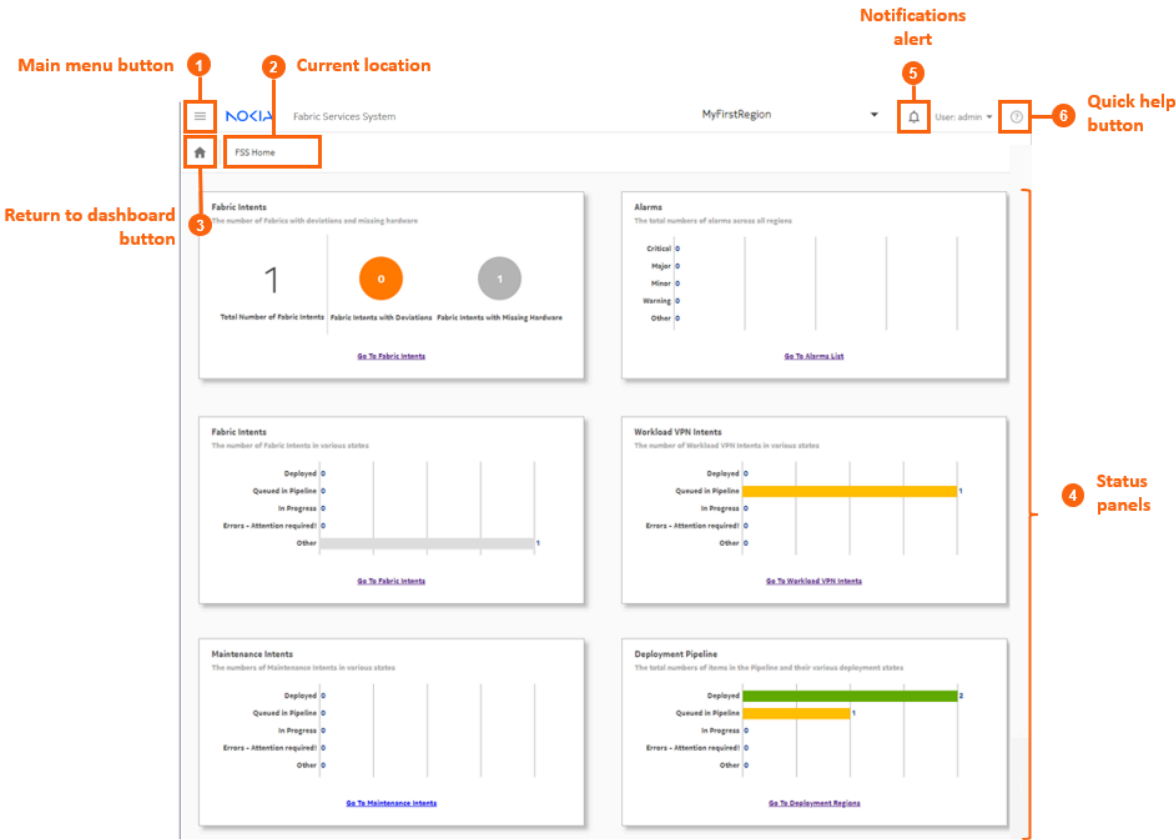 Notifications
alert
Main menu button 1
2 Current location
5
Quick help
button
6
NOKIA Fabric Services System
MyFirstRegion
User: admin
FSS Home
Return to dashboard
button
3
Fabric Intents
The number of Fabrics with deviations and missing hardware
1
0
1
Total Number of Fabric Intents
Fabric Intents with Deviations
Fabric Intents with Missing Hardware
Go To Fabric Intents
Alarms
The total numbers of alarms across all regions
Critical 0
Major 0
Minor 0
Warning 0
Other 0
Go To Alarms List
Fabric Intents
The number of Fabric Intents in various states
Deployed 0
Queued in Pipeline 0
In Progress 0
Errors - Attention required! 0
Other 1
Go To Fabric Intents
Workload VPN Intents
The number of Workload VPN Intents in various states
Deployed 0
Queued in Pipeline 1
In Progress 0
Errors - Attention required! 0
Other 0
Go To Workload VPN Intents
4
Status
panels
Maintenance Intents
The numbers of Maintenance Intents in various states
Deployed 0
Queued in Pipeline 0
In Progress 0
Errors - Attention required! 0
Other 0
Go To Maintenance Intents
Deployment Pipeline
The total numbers of items in the Pipeline and their various deployment states
Deployed 2
Queued in Pipeline 1
In Progress 0
Errors - Attention required! 0
Other 0
Go To Deployment Regions